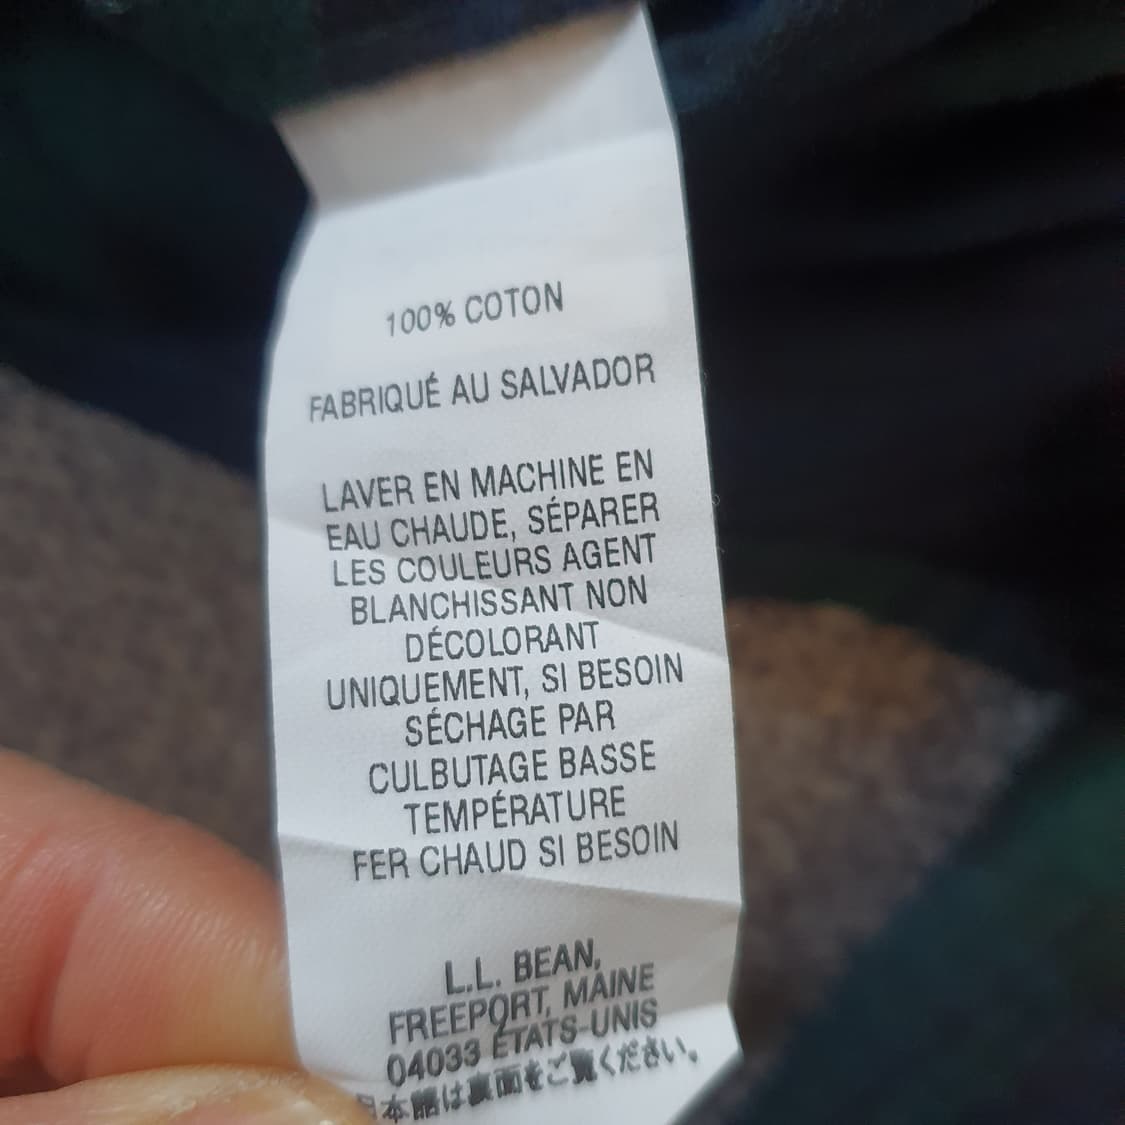 100% COTON
FABRIQUÉ AU SALVADOR
LAVER EN MACHINE EN
EAU CHAUDE, SÉPARER
LES COULEURS AGENT
BLANCHISSANT NON
DÉCOLORANT
UNIQUEMENT, SI BESOIN
SÉCHAGE PAR
CULBUTAGE BASSE
TEMPÉRATURE
FER CHAUD SI BESOIN
L.L. BEAN,
FREEPORT, MAINE
04033 ÉTATS-UNIS
日本語は裏面をご覧ください。